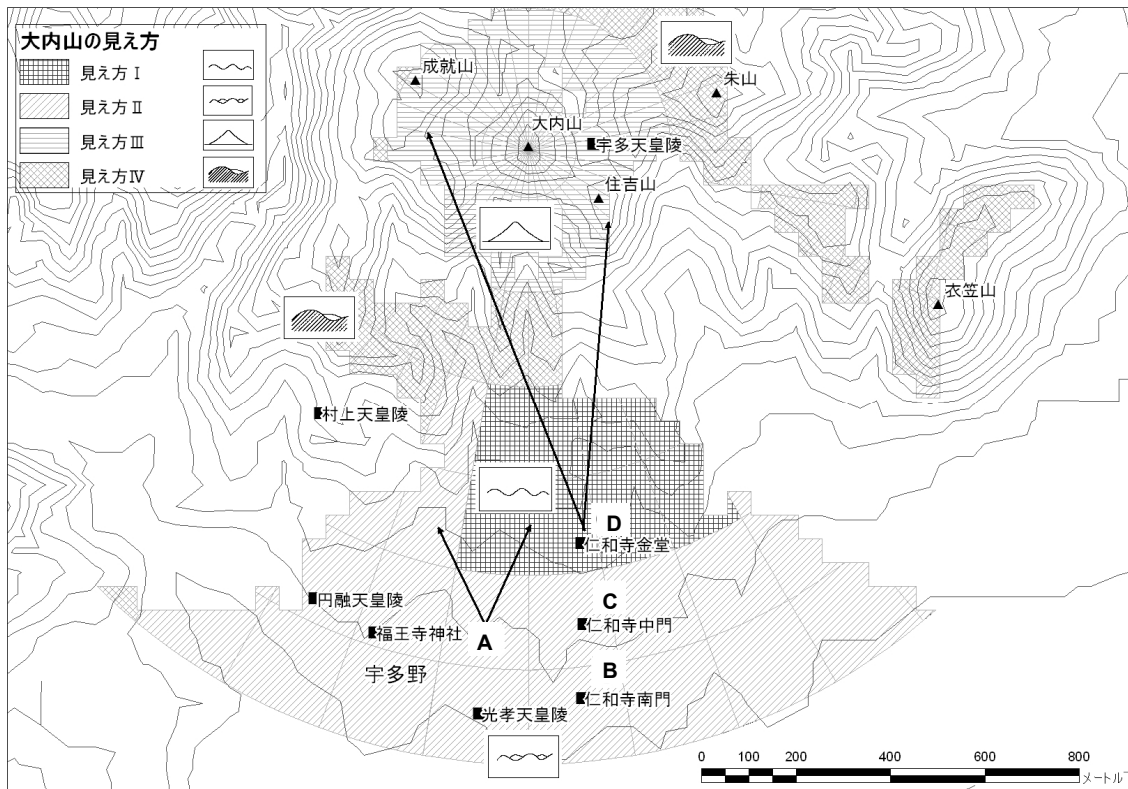 大内山の見え方
見え方Ⅰ
見え方Ⅱ
見え方Ⅲ
見え方Ⅳ
成就山
朱山
大内山
宇多天皇陵
住吉山
衣笠山
村上天皇陵
D
仁和寺金堂
円融天皇陵
C
福王寺神社
A
仁和寺中門
宇多野
B
仁和寺南門
光孝天皇陵
0 100 200 400 600 800
メートル